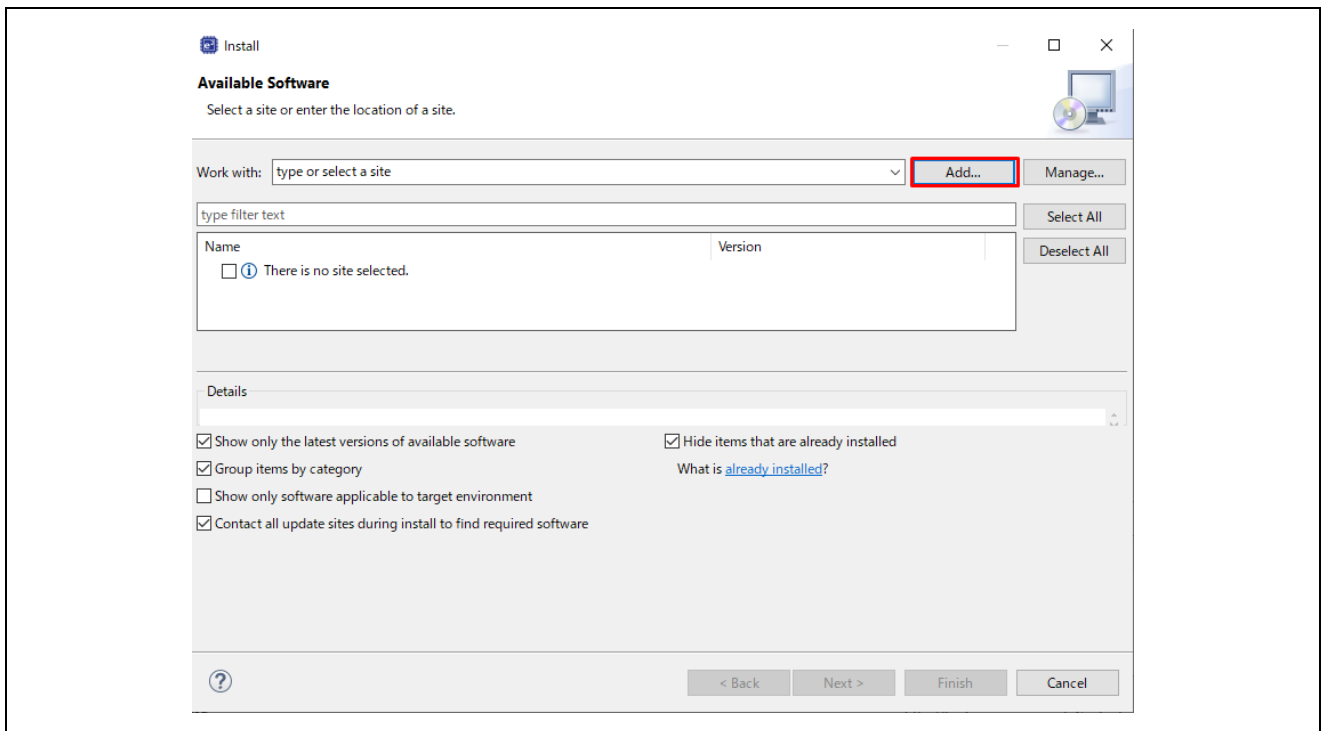 Install
Available Software
Select a site or enter the location of a site.
Work with: type or select a site Add... Manage...
type filter text Select All
Name Version Deselect All
There is no site selected.
Details
Show only the latest versions of available software Hide items that are already installed
Group items by category What is already installed?
Show only software applicable to target environment
Contact all update sites during install to find required software
< Back Next > Finish Cancel